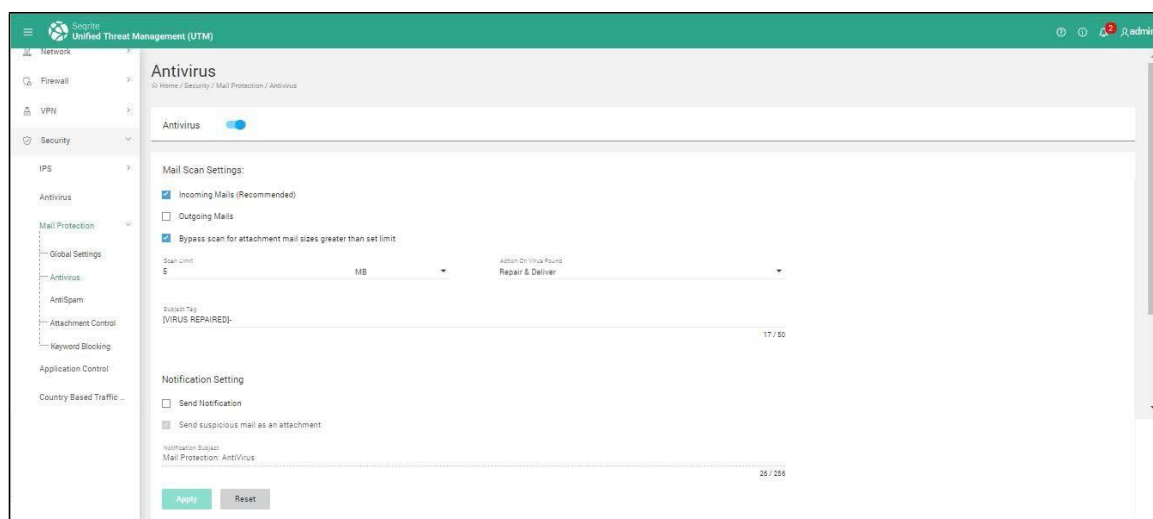 Seqrite
Unified Threat Management (UTM)
2
admin
Network
Firewall
VPN
Security
IPS
Antivirus
Mail Protection
Global Settings
Antivirus
AntiSpam
Attachment Control
Keyword Blocking
Application Control
Country Based Traffic ...
Antivirus
Home / Security / Mail Protection / Antivirus
Antivirus
Mail Scan Settings:
Incoming Mails (Recommended)
Outgoing Mails
Bypass scan for attachment mail sizes greater than set limit
Scan Limit
5 MB
Action On Virus Found
Repair & Deliver
Subject Tag
[VIRUS REPAIRED]-
17 / 50
Notification Setting
Send Notification
Send suspicious mail as an attachment
Notification Subject
Mail Protection: AntiVirus
26 / 256
Apply Reset